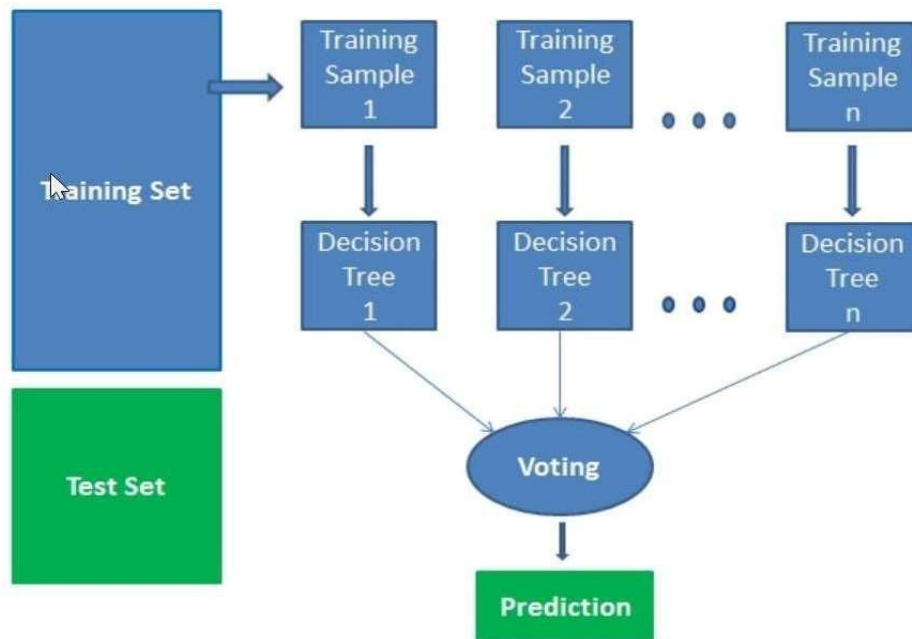 Training Set
Training
Sample
1
Training
Sample
2
Training
Sample
n
Decision
Tree
1
Decision
Tree
2
Decision
Tree
n
Voting
Test Set
Prediction